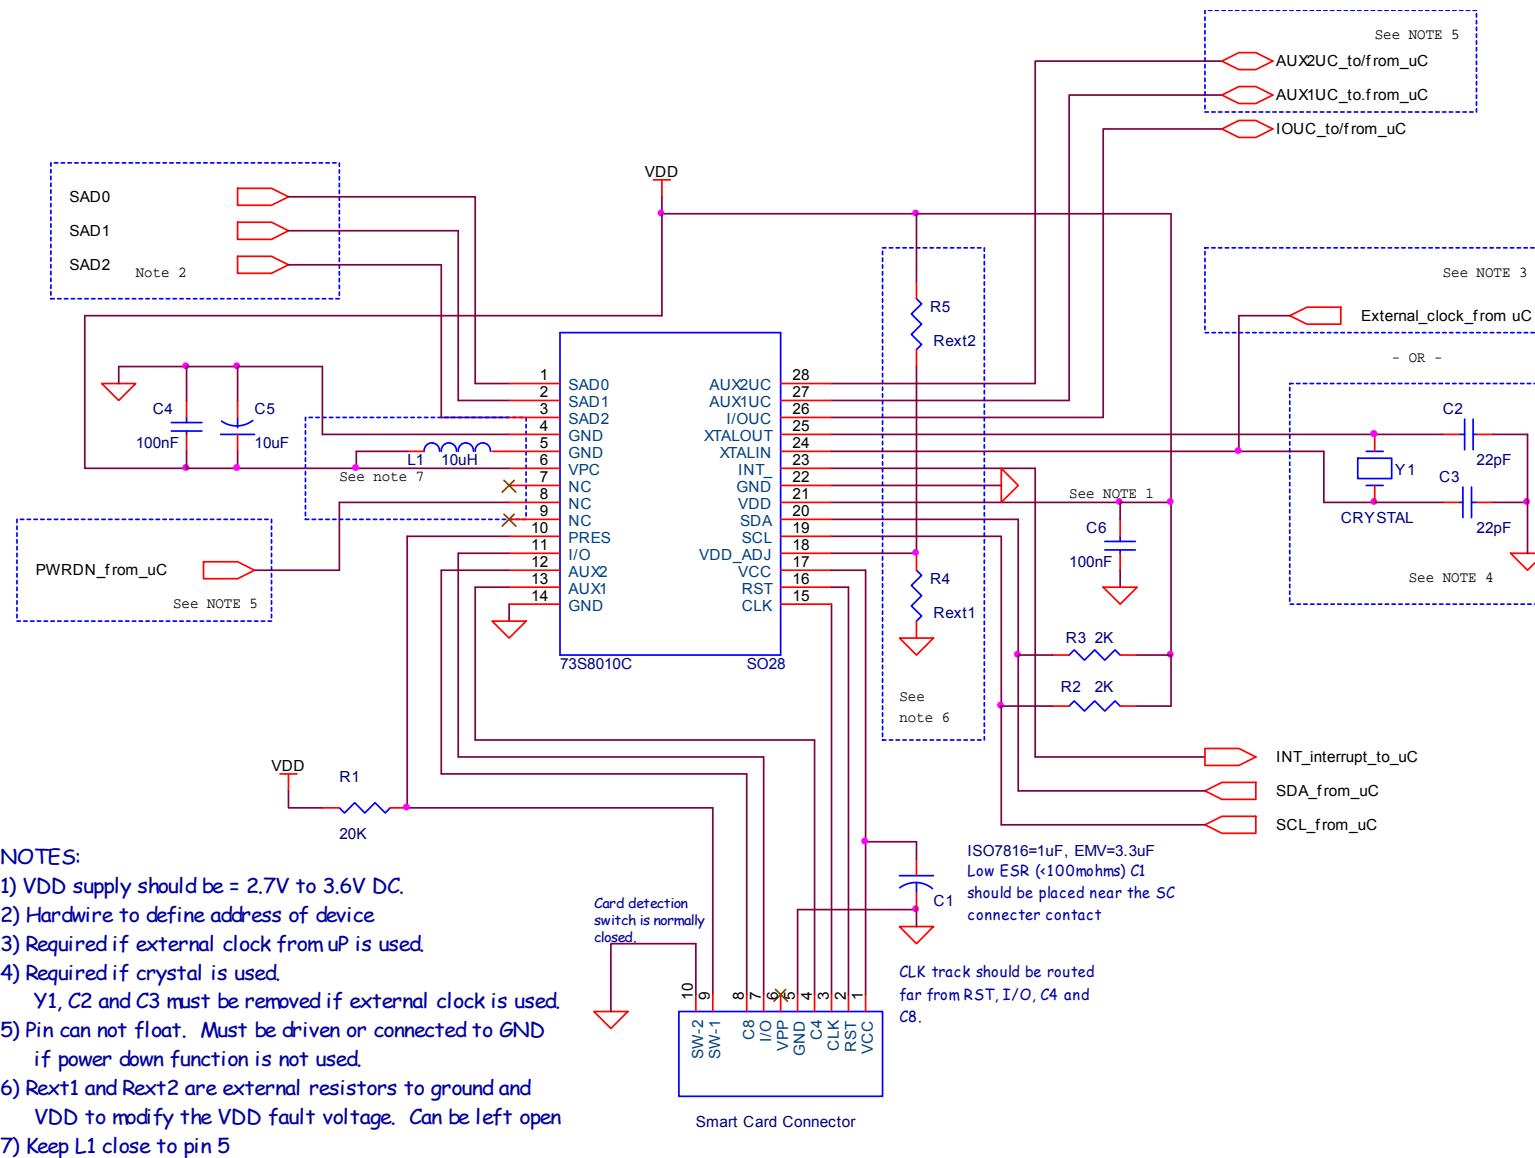 See NOTE 5
AUX2UC_to/from_uC
AUX1UC_to.from_uC
IOUC_to/from_uC
VDD
SAD0
SAD1
SAD2
Note 2
See NOTE 3
External_clock_from uC
- OR -
R5
Rext2
C4
100nF
C5
10uF
L1
10uH
See note 7
1
2
3
4
5
6
7
8
9
10
11
12
13
14
SAD0
SAD1
SAD2
GND
GND
VPC
NC
NC
NC
PRES
I/O
AUX2
AUX1
GND
AUX2UC
AUX1UC
I/OUC
XTALOUT
XTALIN
INT_
GND
VDD
SDA
SCL
VDD_ADJ
VCC
RST
CLK
28
27
26
25
24
23
22
21
20
19
18
17
16
15
73S8010C
SO28
C2
22pF
Y1
C3
22pF
CRYSTAL
See NOTE 4
See NOTE 1
C6
100nF
PWRDN_from_uC
See NOTE 5
R4
Rext1
See
note 6
R3 2K
R2 2K
INT_interrupt_to_uC
SDA_from_uC
SCL_from_uC
VDD
R1
20K
ISO7816=1uF, EMV=3.3uF
Low ESR (<100mohms) C1
should be placed near the SC
connecter contact
C1
CLK track should be routed
far from RST, I/O, C4 and
C8.
Card detection
switch is normally
closed.
10
9
8
7
6
5
4
3
2
1
SW-2
SW-1
C8
I/O
VPP
GND
C4
CLK
RST
VCC
Smart Card Connector
NOTES:
1) VDD supply should be = 2.7V to 3.6V DC.
2) Hardwire to define address of device
3) Required if external clock from uP is used.
4) Required if crystal is used.
Y1, C2 and C3 must be removed if external clock is used.
5) Pin can not float. Must be driven or connected to GND
if power down function is not used.
6) Rext1 and Rext2 are external resistors to ground and
VDD to modify the VDD fault voltage. Can be left open
7) Keep L1 close to pin 5